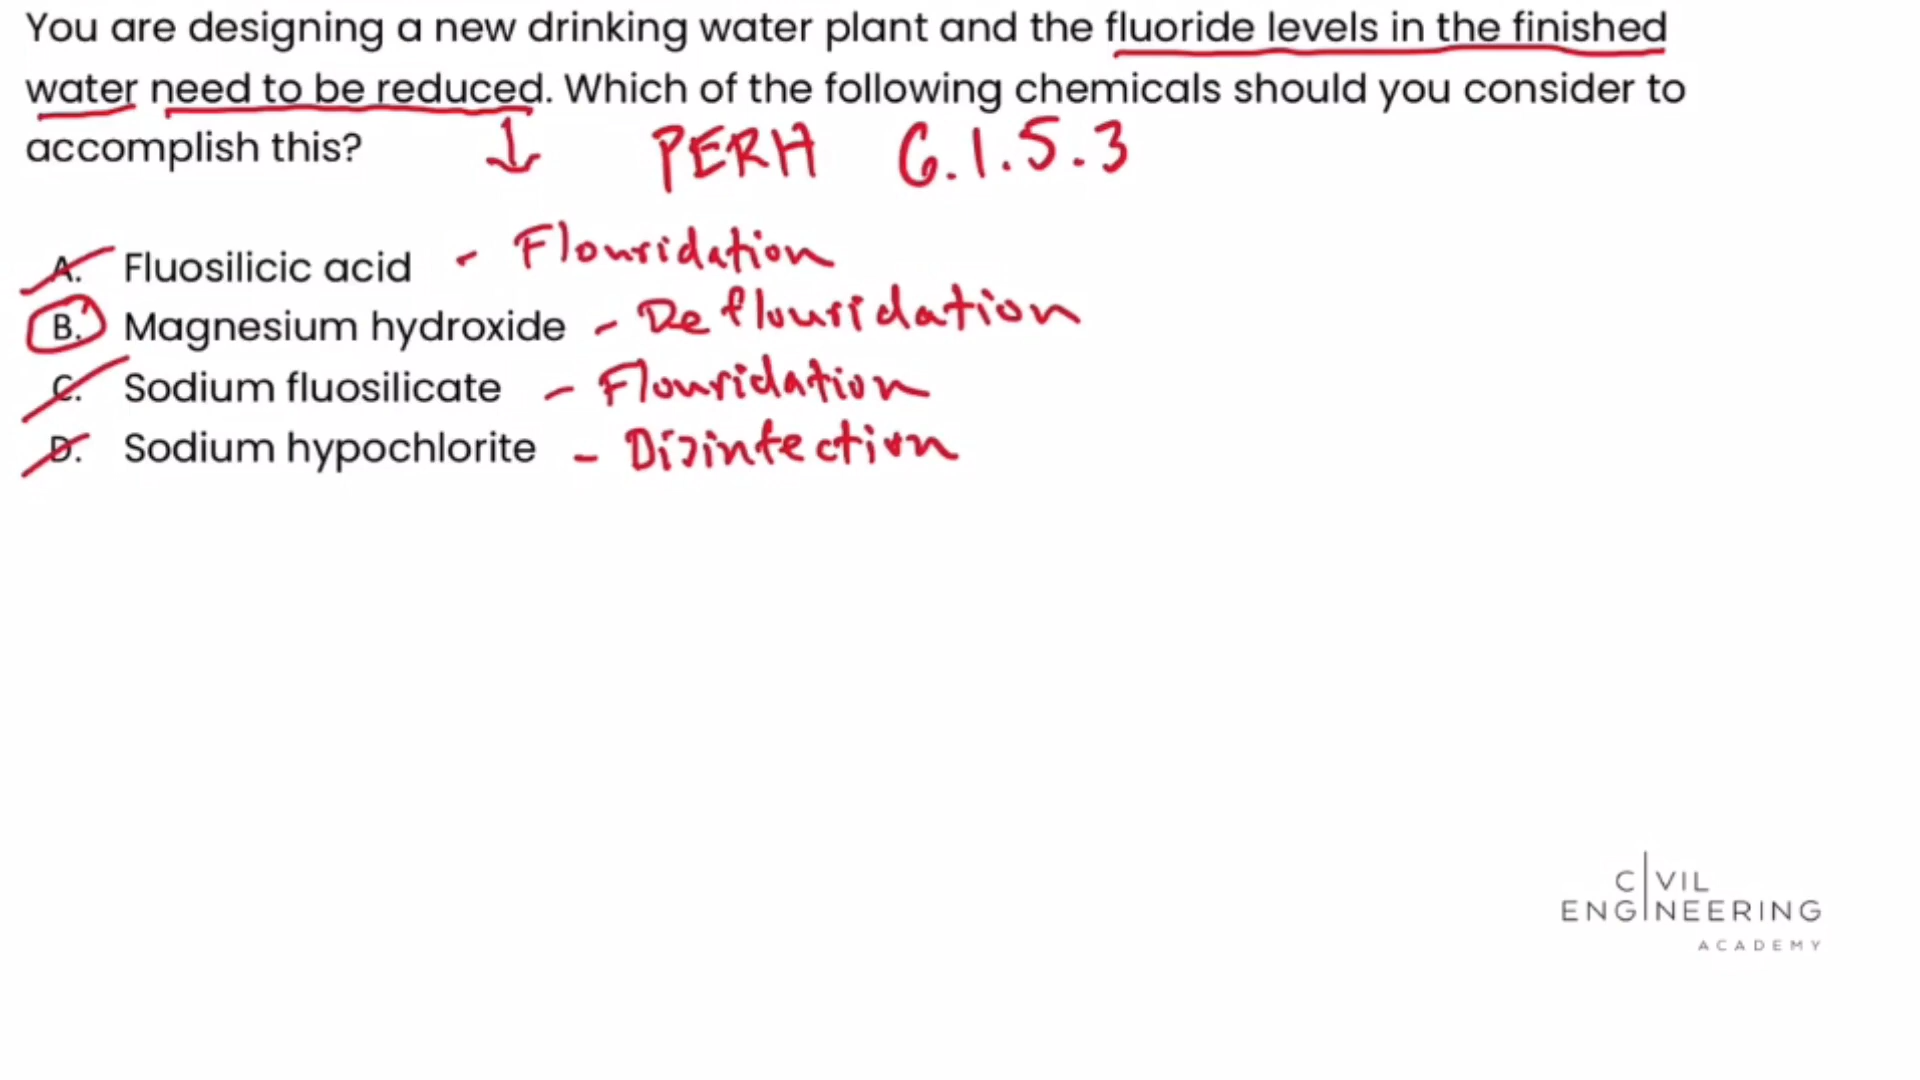 You are designing a new drinking water plant and the fluoride levels in the finished
water need to be reduced. Which of the following chemicals should you consider to
accomplish this? PERH 6.1.5.3
A. Fluosilicic acid - Flouridation
B. Magnesium hydroxide - Deflouridation
C. Sodium fluosilicate - Flouridation
D. Sodium hypochlorite - Disinfection
CIVIL
ENGINEERING
ACADEMY